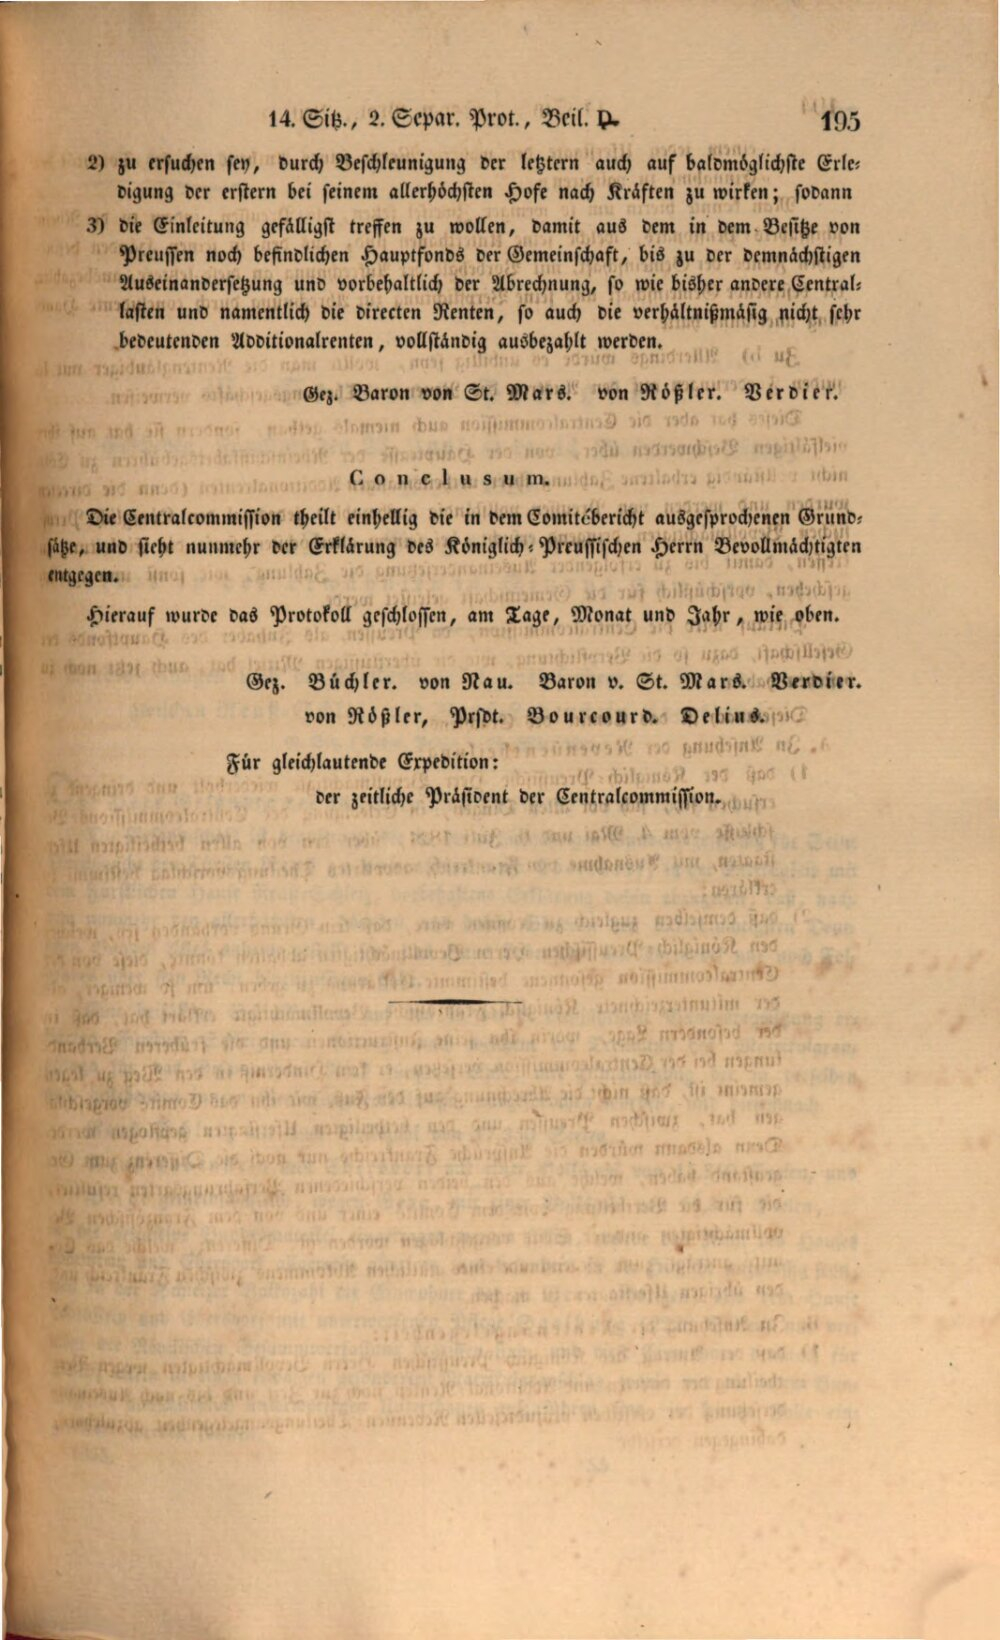 14. Sitz., 2. Separ. Prot., Beil. D. 195
2) zu ersuchen sey, durch Beschleunigung der letztern auch auf baldmöglichste Erle-
digung der erstern bei seinem allerhöchsten Hofe nach Kräften zu wirken; sodann
3) die Einleitung gefälligst treffen zu wollen, damit aus dem in dem Besitze von
Preussen noch befindlichen Hauptfonds der Gemeinschaft, bis zu der demnächstigen
Auseinandersetzung und vorbehaltlich der Abrechnung, so wie bisher andere Central-
lasten und namentlich die directen Renten, so auch die verhältnißmäsig nicht sehr
bedeutenden Additionalrenten, vollständig ausbezahlt werden.
Gez. Baron von St. Mars. von Rößler. Verdier.
Conclusum.
Die Centralcommission theilt einhellig die in dem Comitébericht ausgesprochenen Grund-
sätze, und sieht nunmehr der Erklärung des Königlich-Preussischen Herrn Bevollmächtigten
entgegen.
Hierauf wurde das Protokoll geschlossen, am Tage, Monat und Jahr, wie oben.
Gez. Büchler. von Nau. Baron v. St. Mars. Verdier.
von Rößler, Prsdt. Bourcourd. Delius.
Für gleichlautende Expedition:
der zeitliche Präsident der Centralcommission.